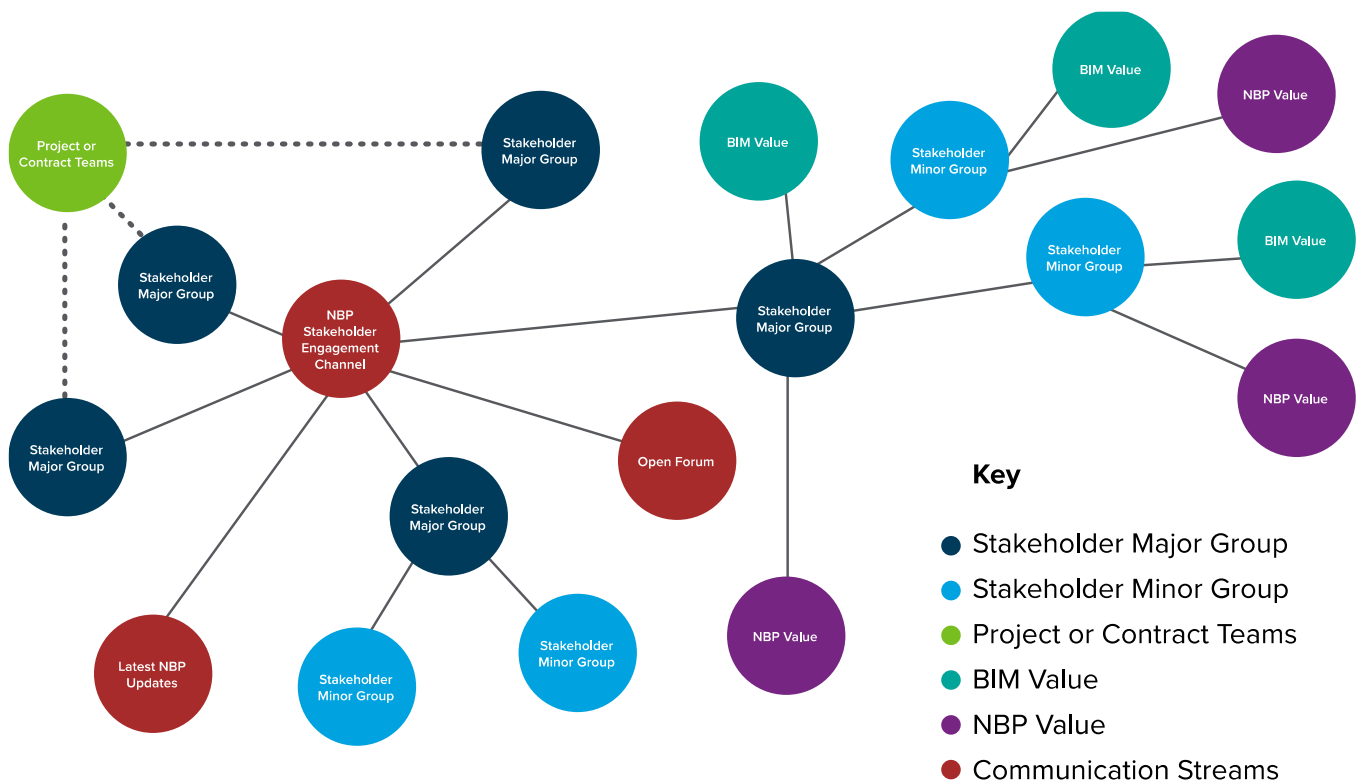 BIM Value
NBP Value
Project or
Contract Teams
Stakeholder
Major Group
BIM Value
Stakeholder
Minor Group
Stakeholder
Minor Group
BIM Value
Stakeholder
Major Group
NBP
Stakeholder
Engagement
Channel
Stakeholder
Major Group
NBP Value
Stakeholder
Major Group
Open Forum
Stakeholder
Major Group
NBP Value
Latest NBP
Updates
Stakeholder
Minor Group
Stakeholder
Minor Group
Key
Stakeholder Major Group
Stakeholder Minor Group
Project or Contract Teams
BIM Value
NBP Value
Communication Streams